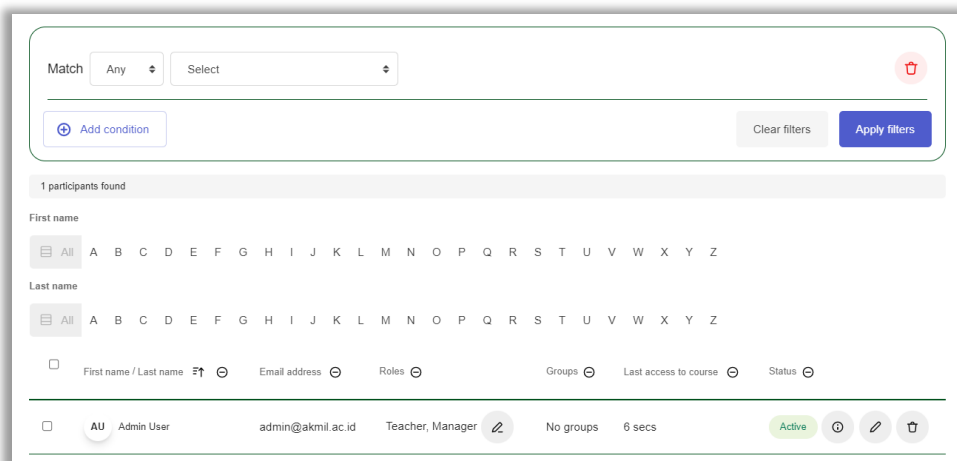 Match Any Select
Add condition Clear filters Apply filters
1 participants found
First name
All A B C D E F G H I J K L M N O P Q R S T U V W X Y Z
Last name
All A B C D E F G H I J K L M N O P Q R S T U V W X Y Z
First name / Last name Email address Roles Groups Last access to course Status
AU Admin User admin@akmil.ac.id Teacher, Manager No groups 6 secs Active